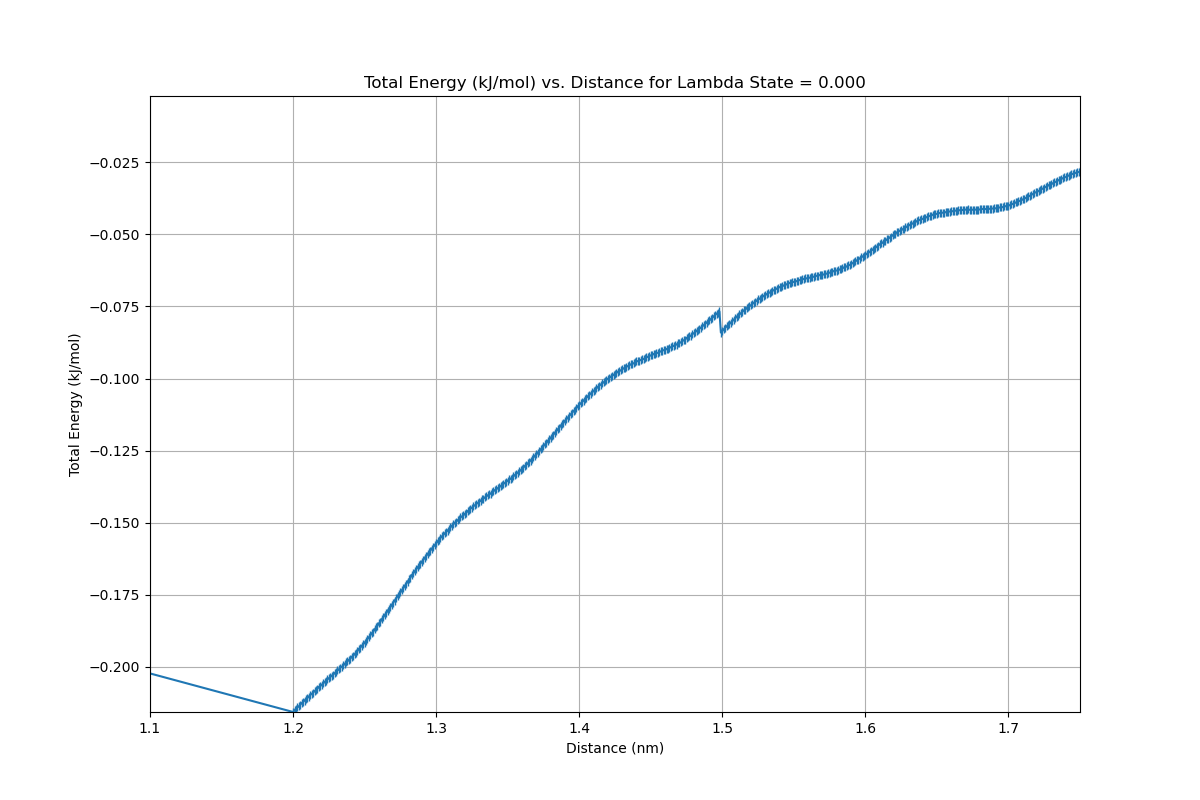 Total Energy (kJ/mol) vs. Distance for Lambda State = 0.000
Total Energy (kJ/mol)
−0.025
−0.050
−0.075
−0.100
−0.125
−0.150
−0.175
−0.200
1.1 1.2 1.3 1.4 1.5 1.6 1.7
Distance (nm)